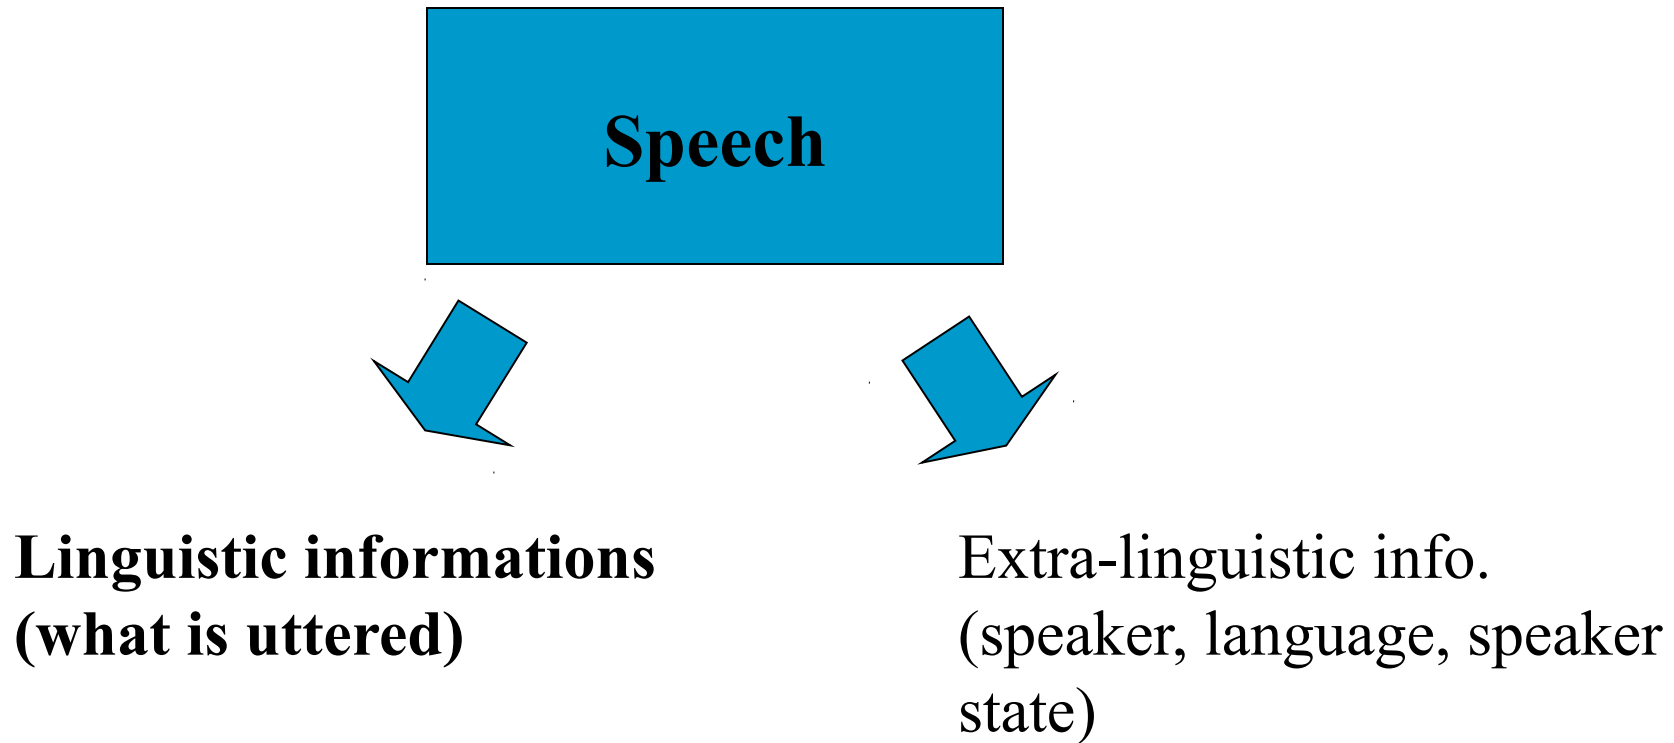 Speech
Linguistic informations
(what is uttered)
Extra-linguistic info.
(speaker, language, speaker
state)